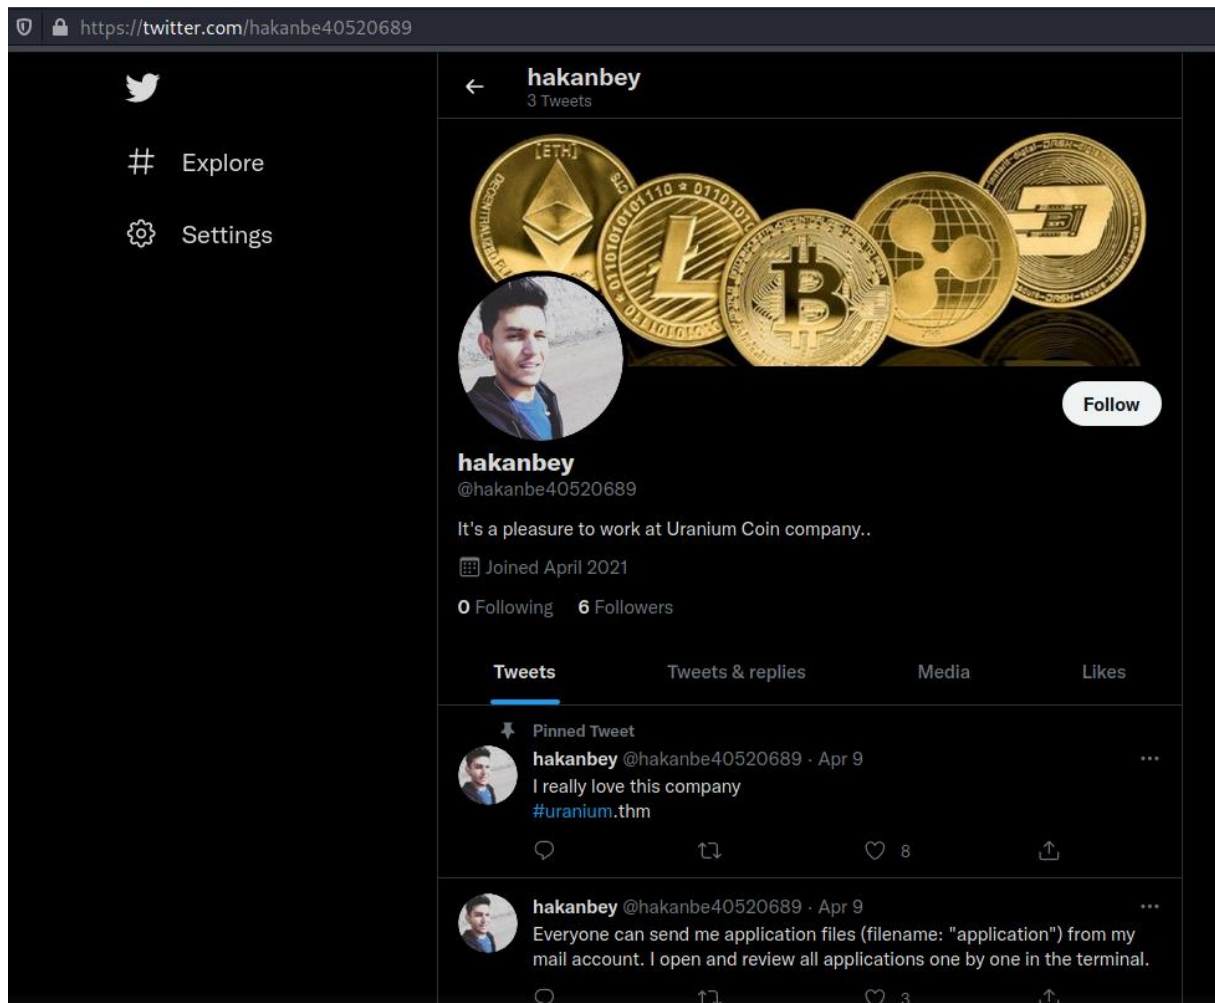 https://twitter.com/hakanbe40520689
hakanbey
3 Tweets
Explore
Settings
[ETH]
Follow
hakanbey
@hakanbe40520689
It's a pleasure to work at Uranium Coin company..
Joined April 2021
0 Following 6 Followers
Tweets Tweets & replies Media Likes
Pinned Tweet
hakanbey @hakanbe40520689 · Apr 9
I really love this company
#uranium.thm
8
hakanbey @hakanbe40520689 · Apr 9
Everyone can send me application files (filename: "application") from my
mail account. I open and review all applications one by one in the terminal.
3